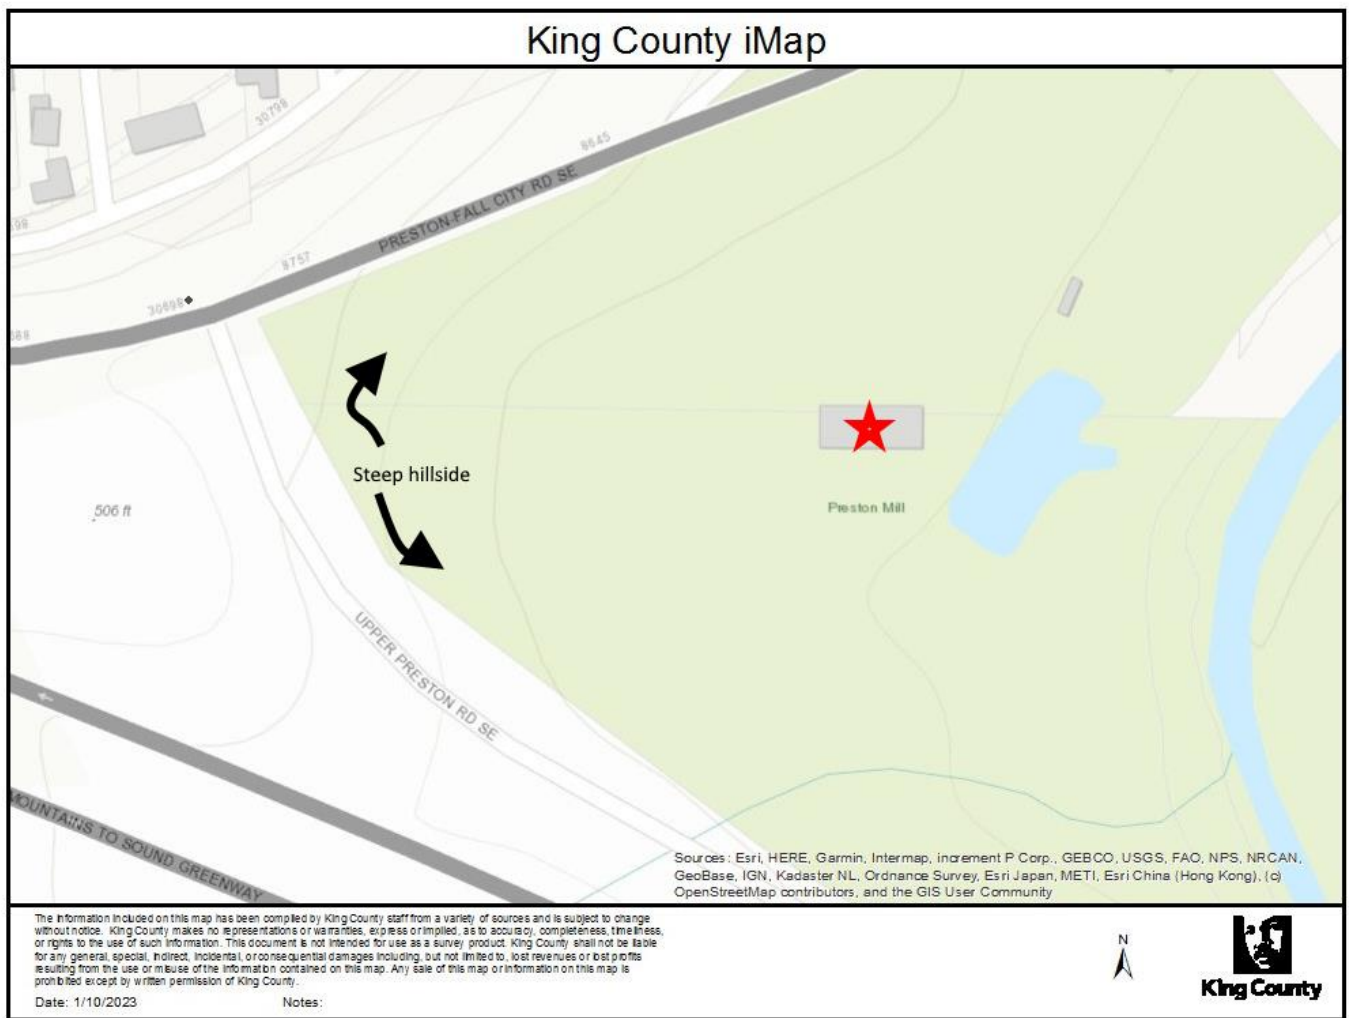 King County iMap
30799
8645
PRESTON-FALL CITY RD SE
98
8757
30698
388
Steep hillside
506 ft
Preston Mill
UPPER PRESTON RD SE
MOUNTAINS TO SOUND GREENWAY
Sources: Esri, HERE, Garmin, Intermap, increment P Corp., GEBCO, USGS, FAO, NPS, NRCAN,
GeoBase, IGN, Kadaster NL, Ordnance Survey, Esri Japan, METI, Esri China (Hong Kong), (c)
OpenStreetMap contributors, and the GIS User Community
The information included on this map has been compiled by King County staff from a variety of sources and is subject to change
without notice. King County makes no representations or warranties, express or implied, as to accuracy, completeness, timeliness,
or rights to the use of such information. This document is not intended for use as a survey product. King County shall not be liable
for any general, special, indirect, incidental, or consequential damages including, but not limited to, lost revenues or lost profits
resulting from the use or misuse of the information contained on this map. Any sale of this map or information on this map is
prohibited except by written permission of King County.
Date: 1/10/2023
Notes:
N
King County